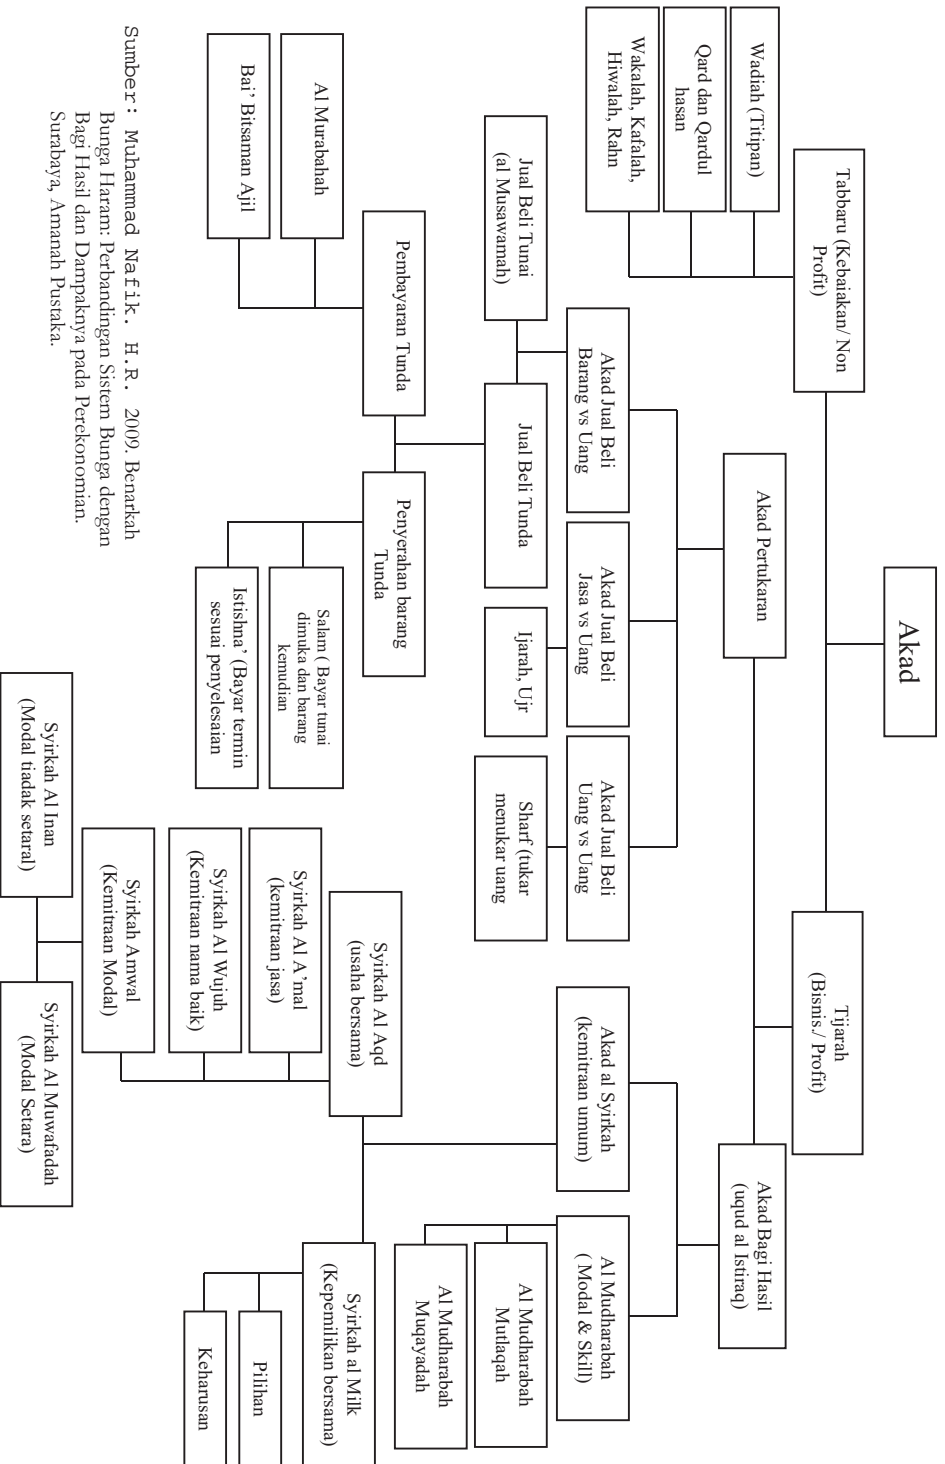 Akad
Tabbaru (Kebaiakan/ Non
Profit)
Tijarah
(Bisnis./ Profit)
Wadiah (Titipan)
Qard dan Qardul
hasan
Wakalah, Kafalah,
Hiwalah, Rahn
Akad Pertukaran
Akad Bagi Hasil
(uqud al Istiraq)
Akad Jual Beli
Barang vs Uang
Akad Jual Beli
Jasa vs Uang
Akad Jual Beli
Uang vs Uang
Akad al Syirkah
(kemitraan umum)
Al Mudharabah
( Modal & Skill)
Jual Beli Tunai
(al Musawamah)
Jual Beli Tunda
Ijarah, Ujr
Sharf (tukar
menukar uang
Al Mudharabah
Mutlaqah
Al Mudharabah
Muqayadah
Pembayaran Tunda
Penyerahan barang
Tunda
Syirkah Al Aqd
(usaha bersama)
Syirkah al Milk
(Kepemilikan bersama)
Al Murabahah
Bai’ Bitsaman Ajil
Salam ( Bayar tunai
dimuka dan barang
kemudian
Istishna’ (Bayar termin
sesuai penyelesaian
Syirkah Al A’mal
(kemitraan jasa)
Syirkah Al Wujuh
(Kemitraan nama baik)
Syirkah Amwal
(Kemitraan Modal)
Pilihan
Keharusan
Syirkah Al Inan
(Modal tiadak setaral)
Syirkah Al Muwafadah
(Modal Setara)
Sumber: Muhammad Nafik. H.R. 2009. Benarkah
Bunga Haram: Perbandingan Sistem Bunga dengan
Bagi Hasil dan Dampaknya pada Perekonomian.
Surabaya, Amanah Pustaka.